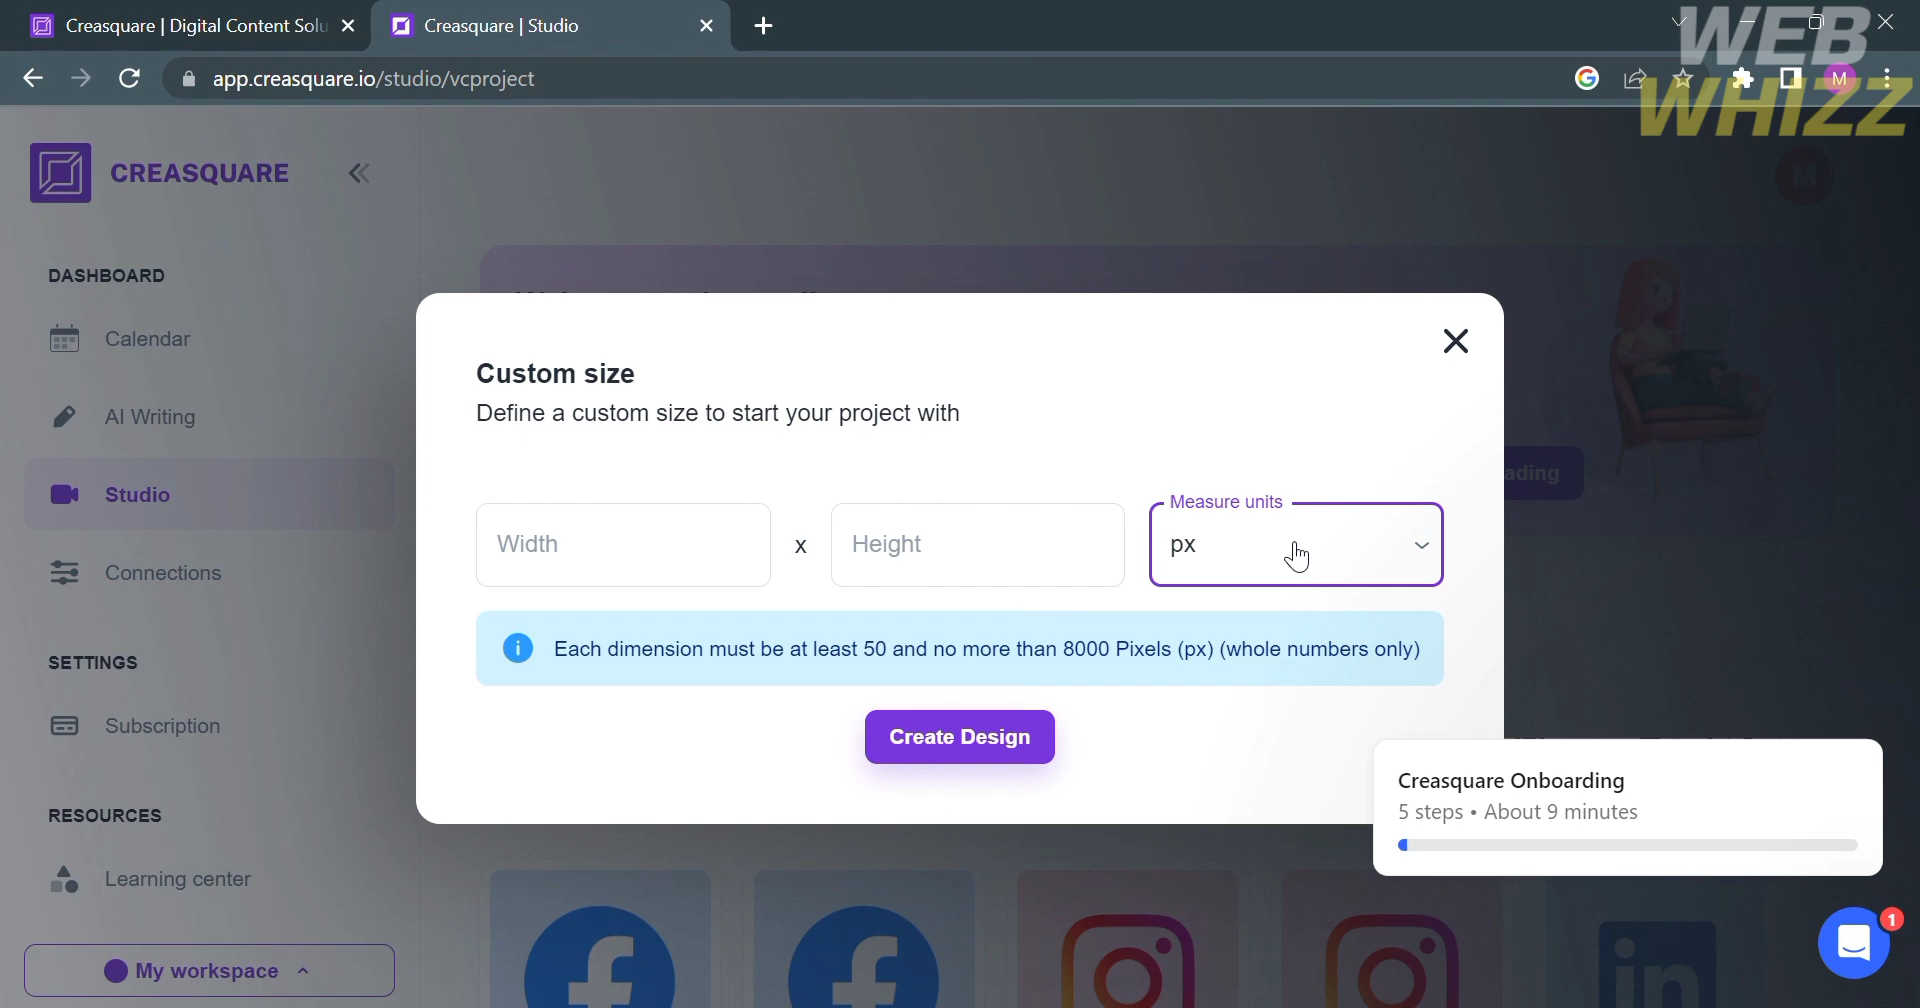 Creasquare | Digital Content Solu
Creasquare | Studio
app.creasquare.io/studio/vcproject
M
WEB
WHIZZ
CREASQUARE
M
DASHBOARD
Calendar
AI Writing
Studio
Connections
SETTINGS
Subscription
RESOURCES
Learning center
My workspace
Custom size
Define a custom size to start your project with
Width
x
Height
Measure units
px
ading
i
Each dimension must be at least 50 and no more than 8000 Pixels (px) (whole numbers only)
Create Design
Creasquare Onboarding
5 steps • About 9 minutes
1
f
f
in